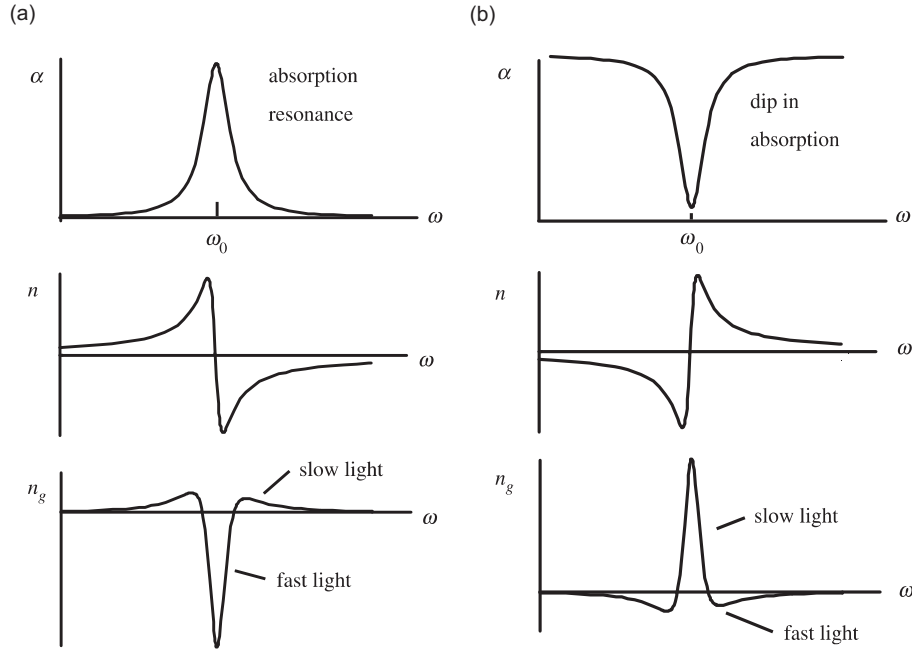 (a)
α
absorption
resonance
ω
ω0
n
ω
slow light
ng
ω
fast light
(b)
α
dip in
absorption
ω
ω0
n
ω
ng
slow light
ω
fast light